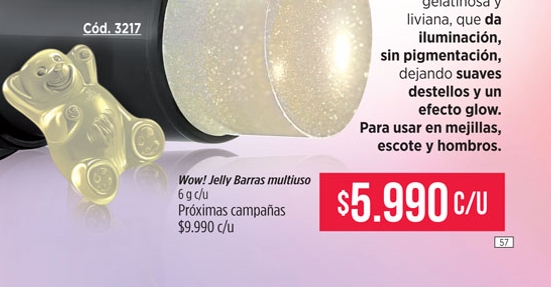 Cód. 3217
gelatinosa y
liviana, que da
iluminación,
sin pigmentación,
dejando suaves
destellos y un
efecto glow.
Para usar en mejillas,
escote y hombros.
Wow! Jelly Barras multiuso
6 g c/u
Próximas campañas
$9.990 c/u
$5.990 C/U
57